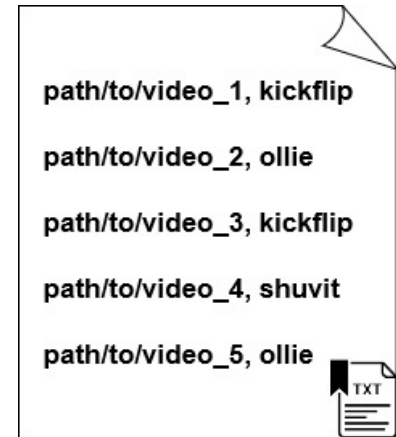 path/to/video_1, kickflip
path/to/video_2, ollie
path/to/video_3, kickflip
path/to/video_4, shuvit
path/to/video_5, ollie
TXT